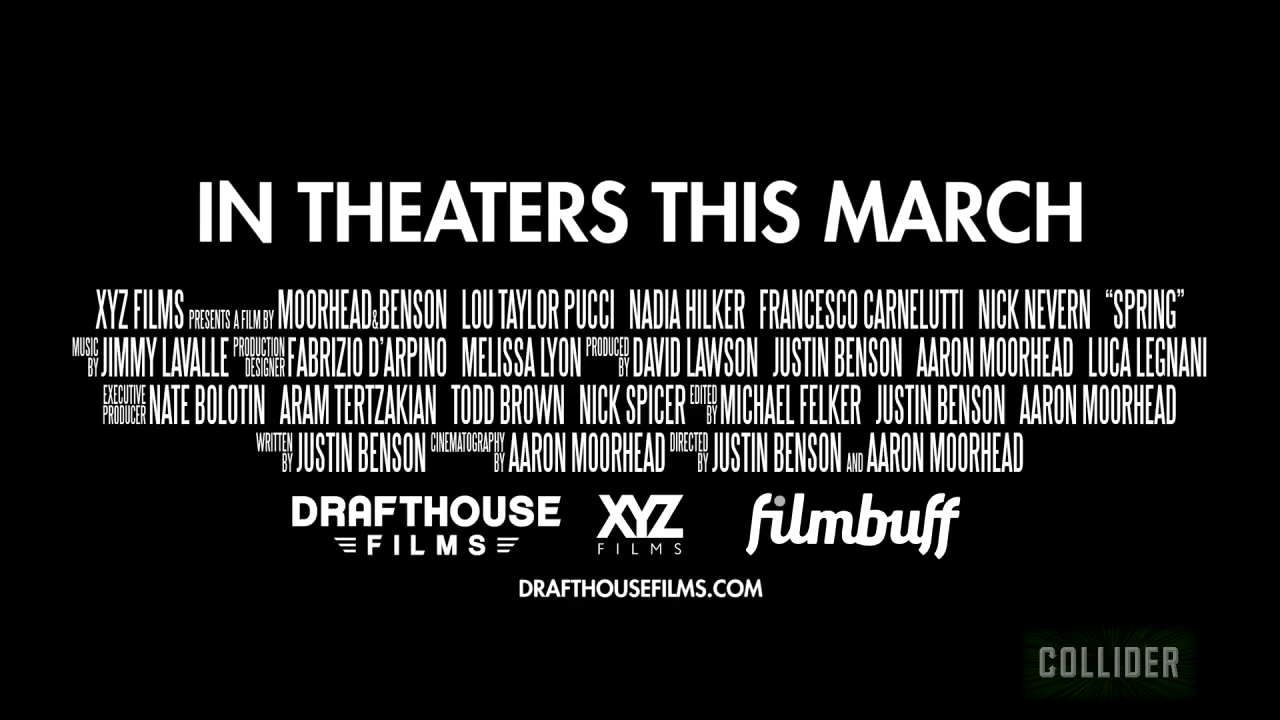 IN THEATERS THIS MARCH
XYZ FILMS PRESENTS A FILM BY MOORHEAD&BENSON LOU TAYLOR PUCCI NADIA HILKER FRANCESCO CARNELUTTI NICK NEVERN “SPRING”
MUSIC BY JIMMY LAVALLE PRODUCTION DESIGNER FABRIZIO D'ARPINO MELISSA LYON PRODUCED BY DAVID LAWSON JUSTIN BENSON AARON MOORHEAD LUCA LEGNANI
EXECUTIVE PRODUCER NATE BOLOTIN ARAM TERTZAKIAN TODD BROWN NICK SPICER EDITED BY MICHAEL FELKER JUSTIN BENSON AARON MOORHEAD
WRITTEN BY JUSTIN BENSON CINEMATOGRAPHY BY AARON MOORHEAD DIRECTED BY JUSTIN BENSON AND AARON MOORHEAD
DRAFTHOUSE FILMS XYZ FILMS filmbuff
DRAFTHOUSEFILMS.COM
COLLIDER